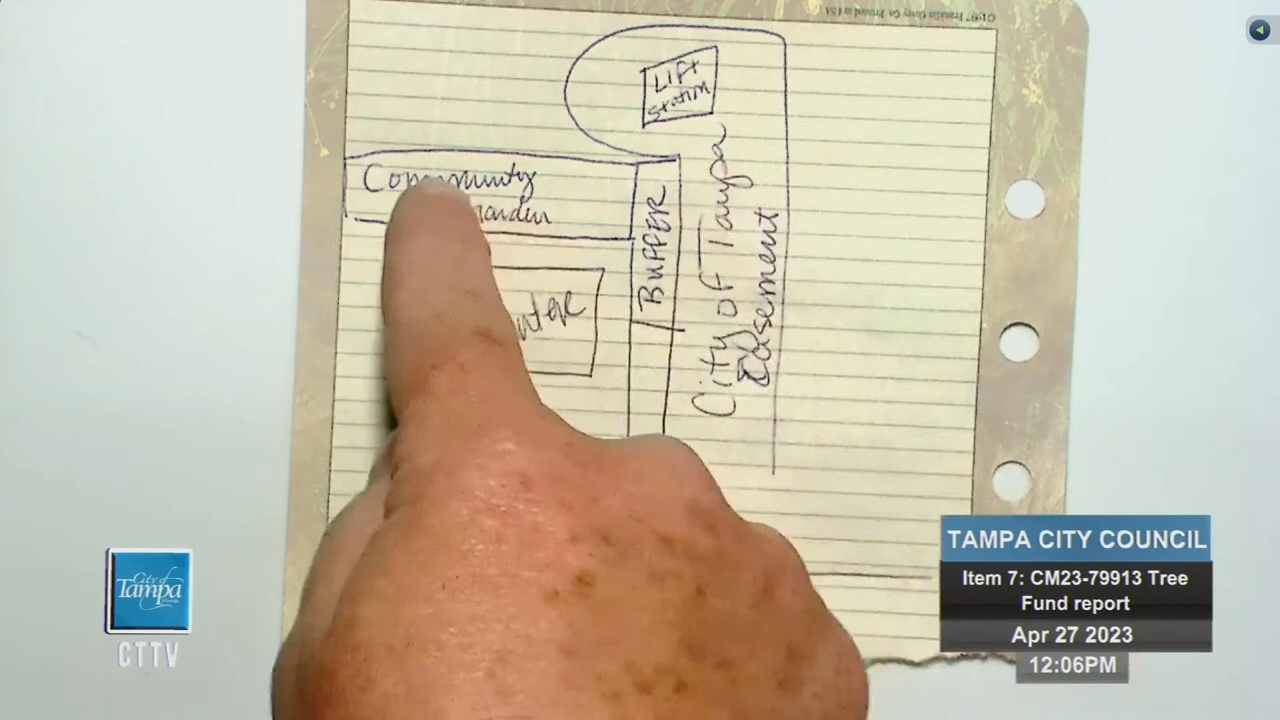 Lift
Station
Community
Garden
BUFFER
City of Tampa
Easement
City of
Tampa
CTTV
TAMPA CITY COUNCIL
Item 7: CM23-79913 Tree
Fund report
Apr 27 2023
12:06PM